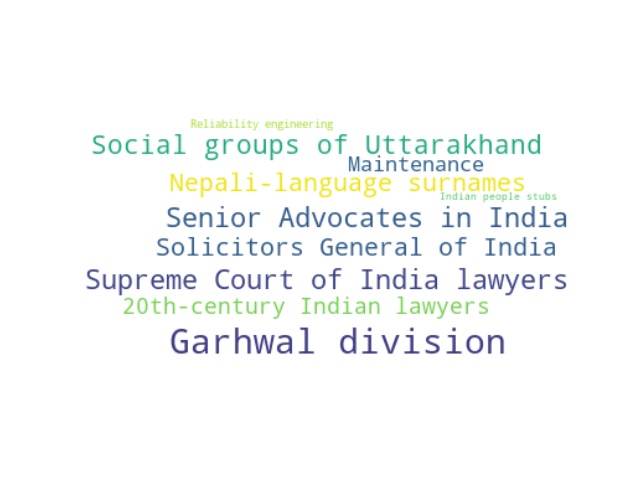 Reliability engineering
Social groups of Uttarakhand
Maintenance
Nepali-language surnames
Indian people stubs
Senior Advocates in India
Solicitors General of India
Supreme Court of India lawyers
20th-century Indian lawyers
Garhwal division